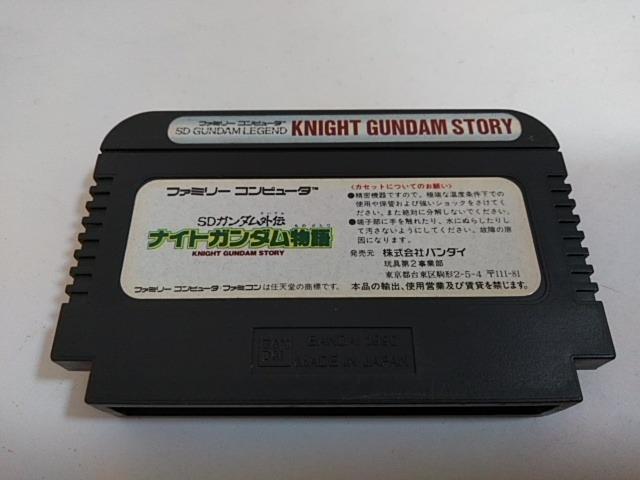 ファミリー コンピュータ™
SD GUNDAM LEGEND KNIGHT GUNDAM STORY
ファミリー コンピュータ™
SDガンダム外伝
ナイトガンダム物語
KNIGHT GUNDAM STORY
ファミリー コンピュータ・ファミコンは任天堂の商標です。
〈カセットについてのお願い〉
●精密機器ですので、極端な温度条件下での
使用や保管および強いショックをさけてく
ださい。また絶対に分解しないでください。
●端子部に手を触れたり、水にぬらしたりし
て汚さないようにしてください。故障の原
因になります。
発売元 株式会社バンダイ
玩具第2事業部
東京都台東区駒形2-5-4 〒111-81
本品の輸出、使用営業及び賃貸を禁じます。
BAN
DAI
BANDAI 1990
MADE IN JAPAN